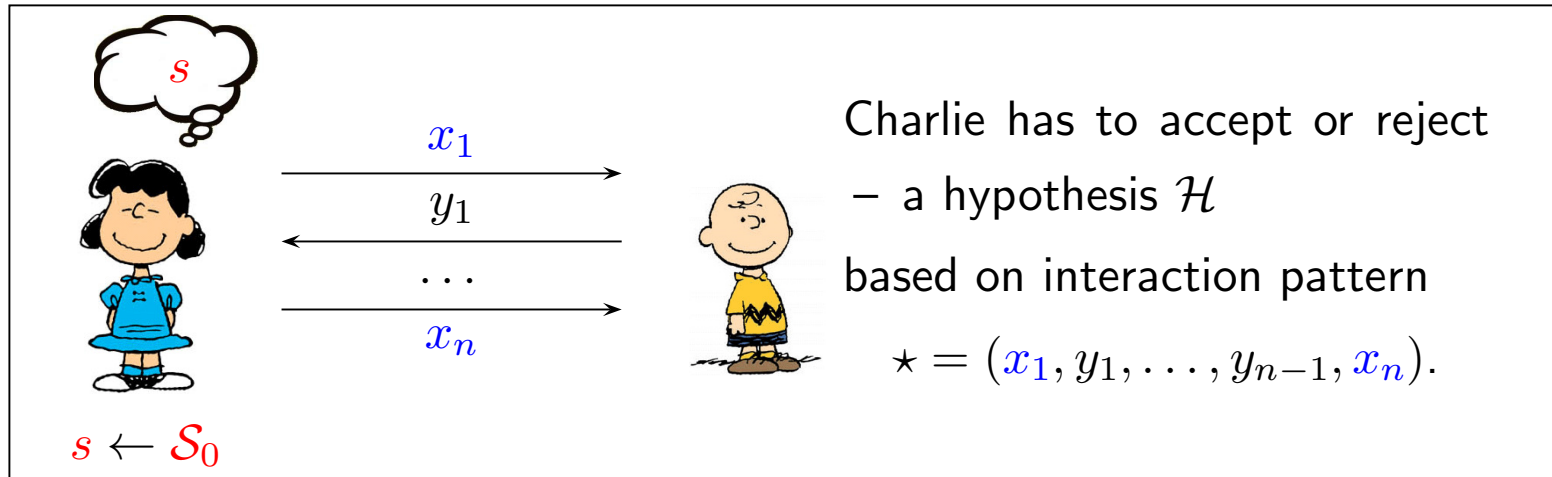 s
x₁
y₁
...
xₙ
s ← 𝒮₀
Charlie has to accept or reject
– a hypothesis ℋ
based on interaction pattern
⋆ = (x₁, y₁, . . . , yₙ₋₁, xₙ).